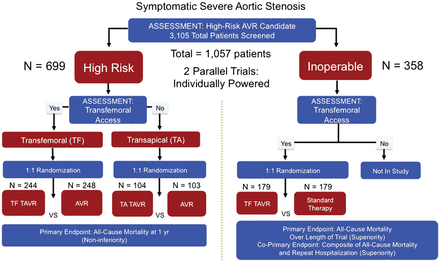 Symptomatic Severe Aortic Stenosis
ASSESSMENT: High-Risk AVR Candidate
3,105 Total Patients Screened
N = 699
High Risk
Total = 1,057 patients
2 Parallel Trials:
Individually Powered
Inoperable
N = 358
Yes
ASSESSMENT:
Transfemoral
Access
No
ASSESSMENT:
Transfemoral
Access
Transfemoral (TF)
Transapical (TA)
Yes
No
1:1 Randomization
1:1 Randomization
1:1 Randomization
Not In Study
N = 244
N = 248
N = 104
N = 103
N = 179
N = 179
TF TAVR
VS
AVR
TA TAVR
VS
AVR
TF TAVR
VS
Standard
Therapy
Primary Endpoint: All-Cause Mortality at 1 yr
(Non-inferiority)
Primary Endpoint: All-Cause Mortality
Over Length of Trial (Superiority)
Co-Primary Endpoint: Composite of All-Cause Mortality
and Repeat Hospitalization (Superiority)